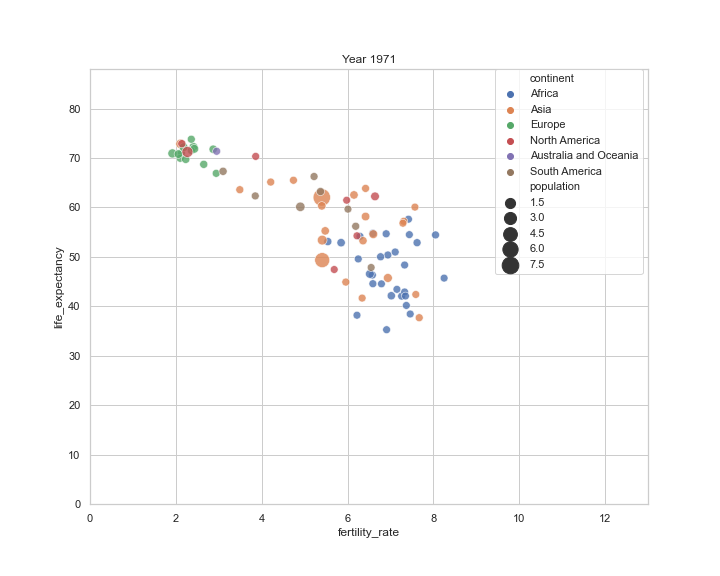 Year 1971
continent
Africa
Asia
Europe
North America
Australia and Oceania
South America
population
1.5
3.0
4.5
6.0
7.5
80
70
60
50
40
30
20
10
0
life_expectancy
0 2 4 6 8 10 12
fertility_rate